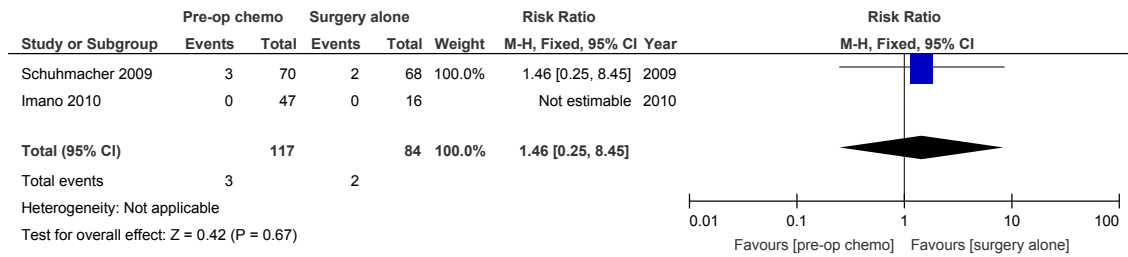 Pre-op chemo Surgery alone Risk Ratio Risk Ratio
Study or Subgroup Events Total Events Total Weight M-H, Fixed, 95% CI Year M-H, Fixed, 95% CI
Schuhmacher 2009 3 70 2 68 100.0% 1.46 [0.25, 8.45] 2009
Imano 2010 0 47 0 16 Not estimable 2010
Total (95% CI) 117 84 100.0% 1.46 [0.25, 8.45]
Total events 3 2
Heterogeneity: Not applicable
Test for overall effect: Z = 0.42 (P = 0.67)
0.01 0.1 1 10 100
Favours [pre-op chemo] Favours [surgery alone]